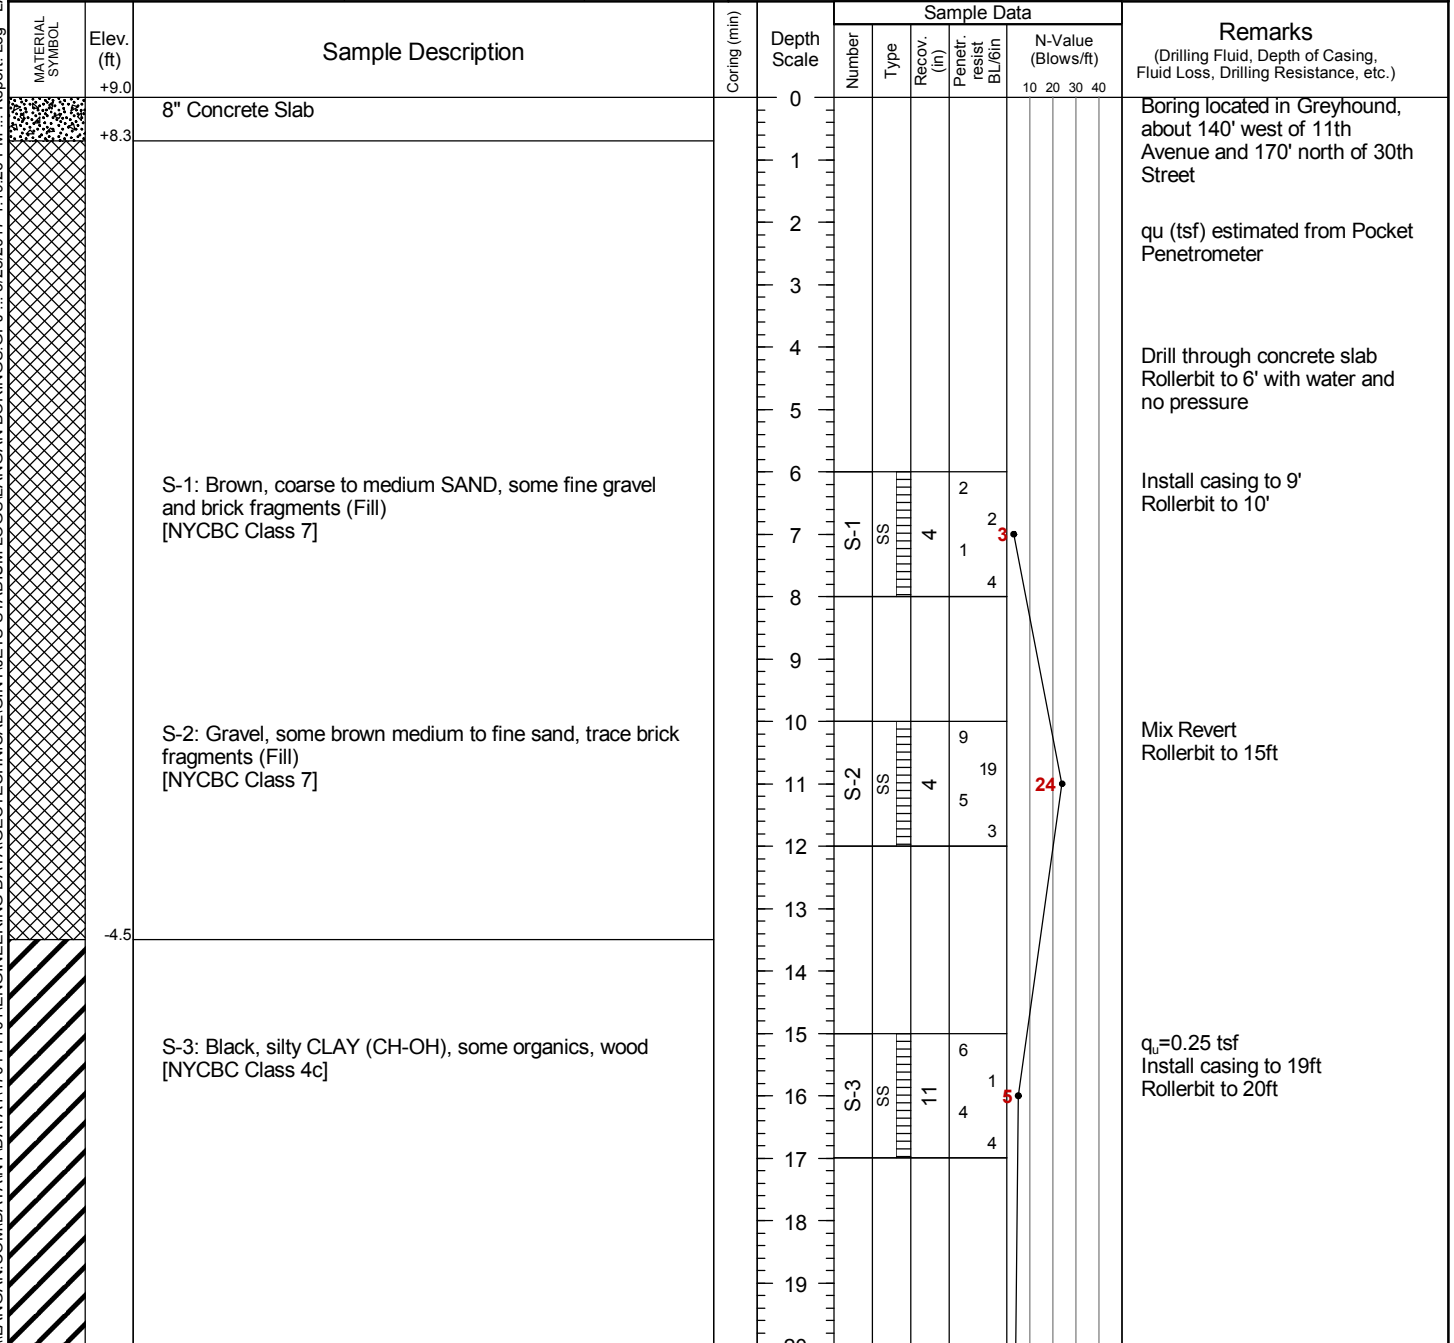 MATERIAL
SYMBOL
Elev.
(ft)
+9.0
Sample Description
Coring (min)
Depth
Scale
Sample Data
Number
Type
Recov.
(in)
Penetr.
resist
BL/6in
N-Value
(Blows/ft)
10 20 30 40
Remarks
(Drilling Fluid, Depth of Casing,
Fluid Loss, Drilling Resistance, etc.)
0
8" Concrete Slab
+8.3
Boring located in Greyhound,
about 140' west of 11th
Avenue and 170' north of 30th
Street
1
2
qu (tsf) estimated from Pocket
Penetrometer
3
4
Drill through concrete slab
Rollerbit to 6' with water and
no pressure
5
6
S-1: Brown, coarse to medium SAND, some fine gravel
and brick fragments (Fill)
[NYCBC Class 7]
7
S-1
SS
4
2
2
1
4
3
Install casing to 9'
Rollerbit to 10'
8
9
10
S-2: Gravel, some brown medium to fine sand, trace brick
fragments (Fill)
[NYCBC Class 7]
11
S-2
SS
4
9
19
5
3
24
Mix Revert
Rollerbit to 15ft
12
13
-4.5
14
15
S-3: Black, silty CLAY (CH-OH), some organics, wood
[NYCBC Class 4c]
16
S-3
SS
11
6
1
4
4
5
qu=0.25 tsf
Install casing to 19ft
Rollerbit to 20ft
17
18
19
20